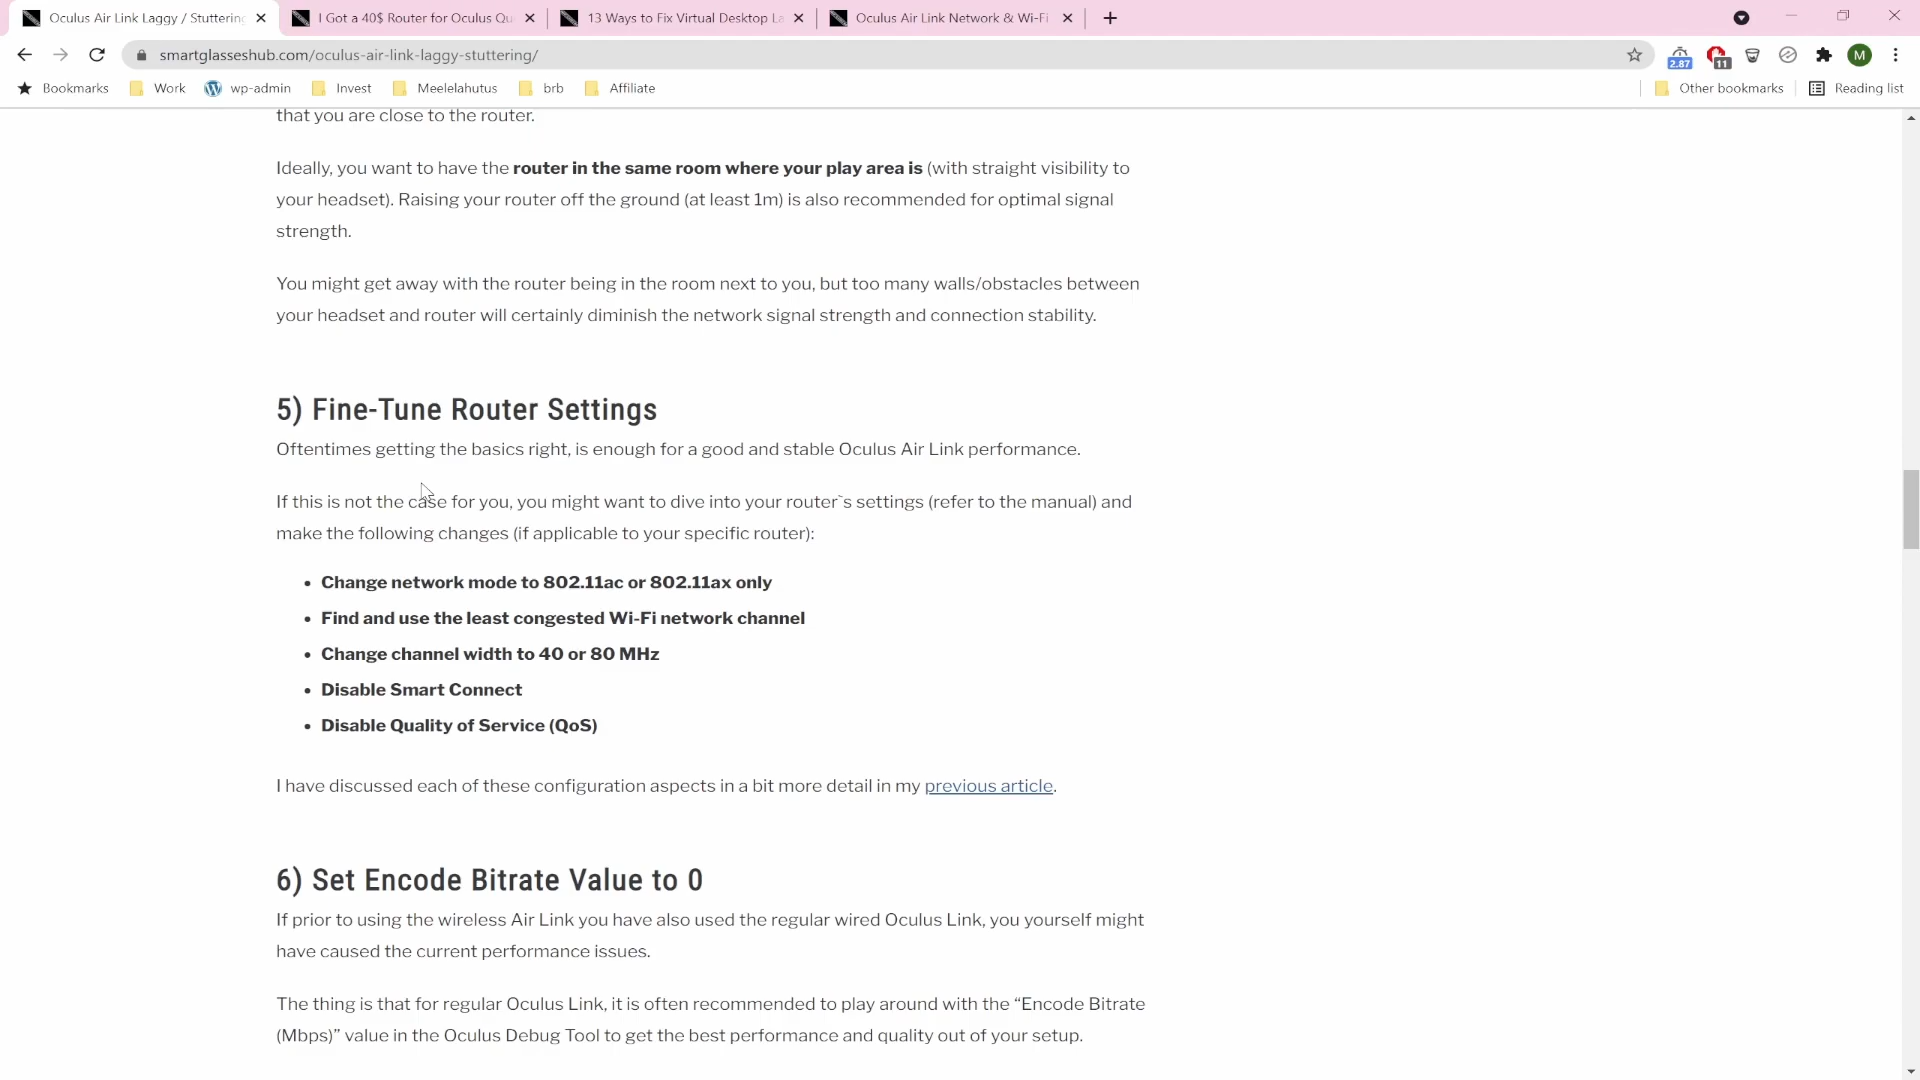 Oculus Air Link Laggy / Stuttering
I Got a 40$ Router for Oculus Qu
13 Ways to Fix Virtual Desktop La
Oculus Air Link Network & Wi-Fi
smartglasseshub.com/oculus-air-link-laggy-stuttering/
2.87
11
M
Bookmarks
Work
wp-admin
Invest
Meelelahutus
brb
Affiliate
Other bookmarks
Reading list
that you are close to the router.
Ideally, you want to have the router in the same room where your play area is (with straight visibility to
your headset). Raising your router off the ground (at least 1m) is also recommended for optimal signal
strength.
You might get away with the router being in the room next to you, but too many walls/obstacles between
your headset and router will certainly diminish the network signal strength and connection stability.
5) Fine-Tune Router Settings
Oftentimes getting the basics right, is enough for a good and stable Oculus Air Link performance.
If this is not the case for you, you might want to dive into your router`s settings (refer to the manual) and
make the following changes (if applicable to your specific router):
• Change network mode to 802.11ac or 802.11ax only
• Find and use the least congested Wi-Fi network channel
• Change channel width to 40 or 80 MHz
• Disable Smart Connect
• Disable Quality of Service (QoS)
I have discussed each of these configuration aspects in a bit more detail in my previous article.
6) Set Encode Bitrate Value to 0
If prior to using the wireless Air Link you have also used the regular wired Oculus Link, you yourself might
have caused the current performance issues.
The thing is that for regular Oculus Link, it is often recommended to play around with the “Encode Bitrate
(Mbps)” value in the Oculus Debug Tool to get the best performance and quality out of your setup.